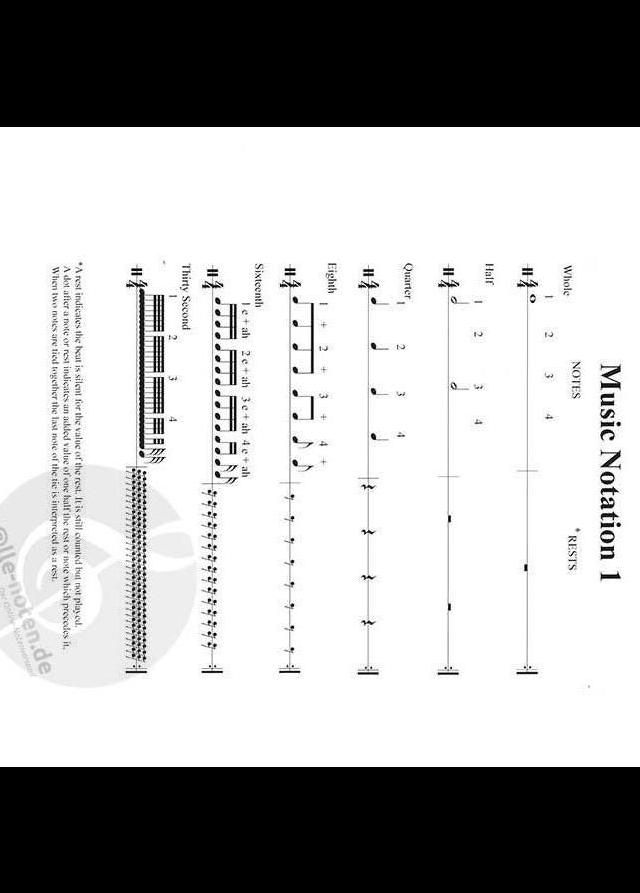 Music Notation 1
NOTES
* RESTS
Whole
1 2 3 4
Half
1 2 3 4
Quarter
1 2 3 4
Eighth
1 + 2 + 3 + 4 +
Sixteenth
1 e + ah 2 e + ah 3 e + ah 4 e + ah
Thirty Second
1 2 3 4
*A rest indicates the beat is silent for the value of the rest. It is still counted but not played.
A dot after a note or rest indicates an added value of one half the rest or note which precedes it.
When two notes are tied together the last note of the tie is interpreted as a rest.
alle-noten.de